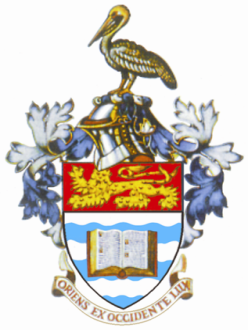 ORIENS EX OCCIDENTE LUX